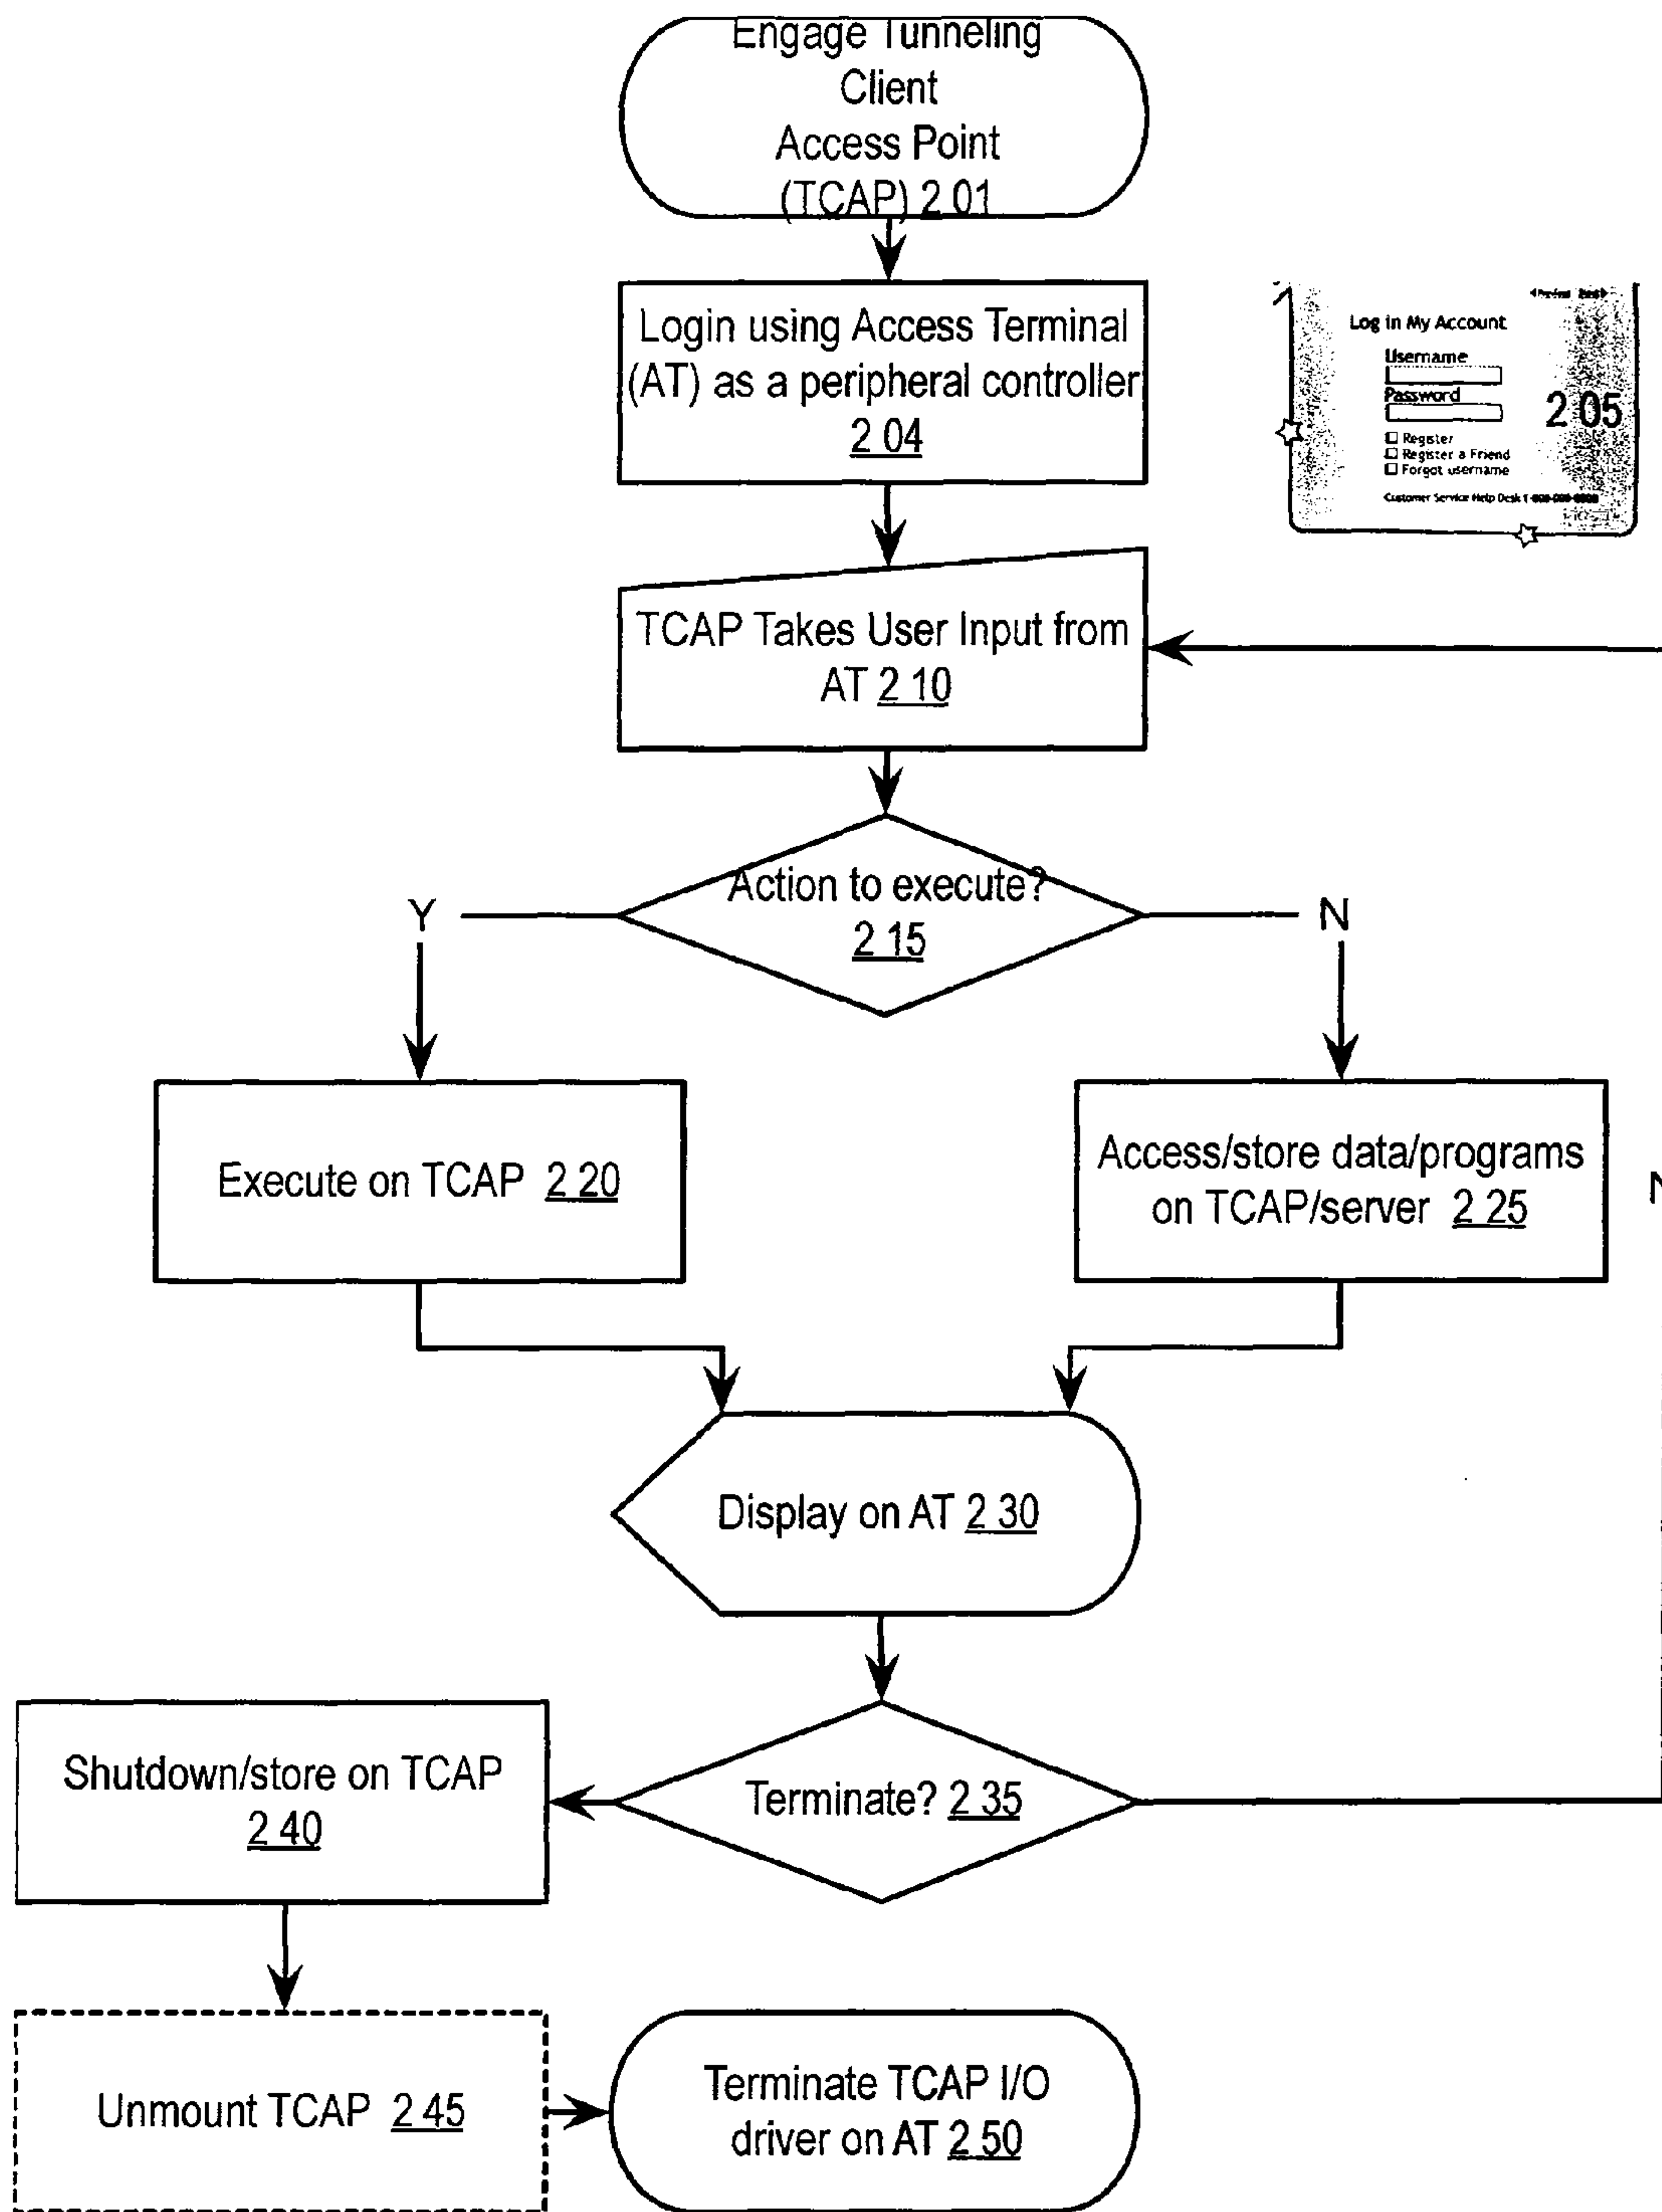 Engage Tunneling
Client
Access Point
(TCAP) 2 01
Login using Access Terminal
(AT) as a peripheral controller
2 04
Log in My Account
Username
Password
2 05
Register
Register a Friend
Forgot username
Customer Service Help Desk
TCAP Takes User Input from
AT 2 10
Action to execute?
2 15
Y
N
Execute on TCAP 2 20
Access/store data/programs
on TCAP/server 2 25
N
Display on AT 2 30
Shutdown/store on TCAP
2 40
Terminate? 2 35
Unmount TCAP 2 45
Terminate TCAP I/O
driver on AT 2 50